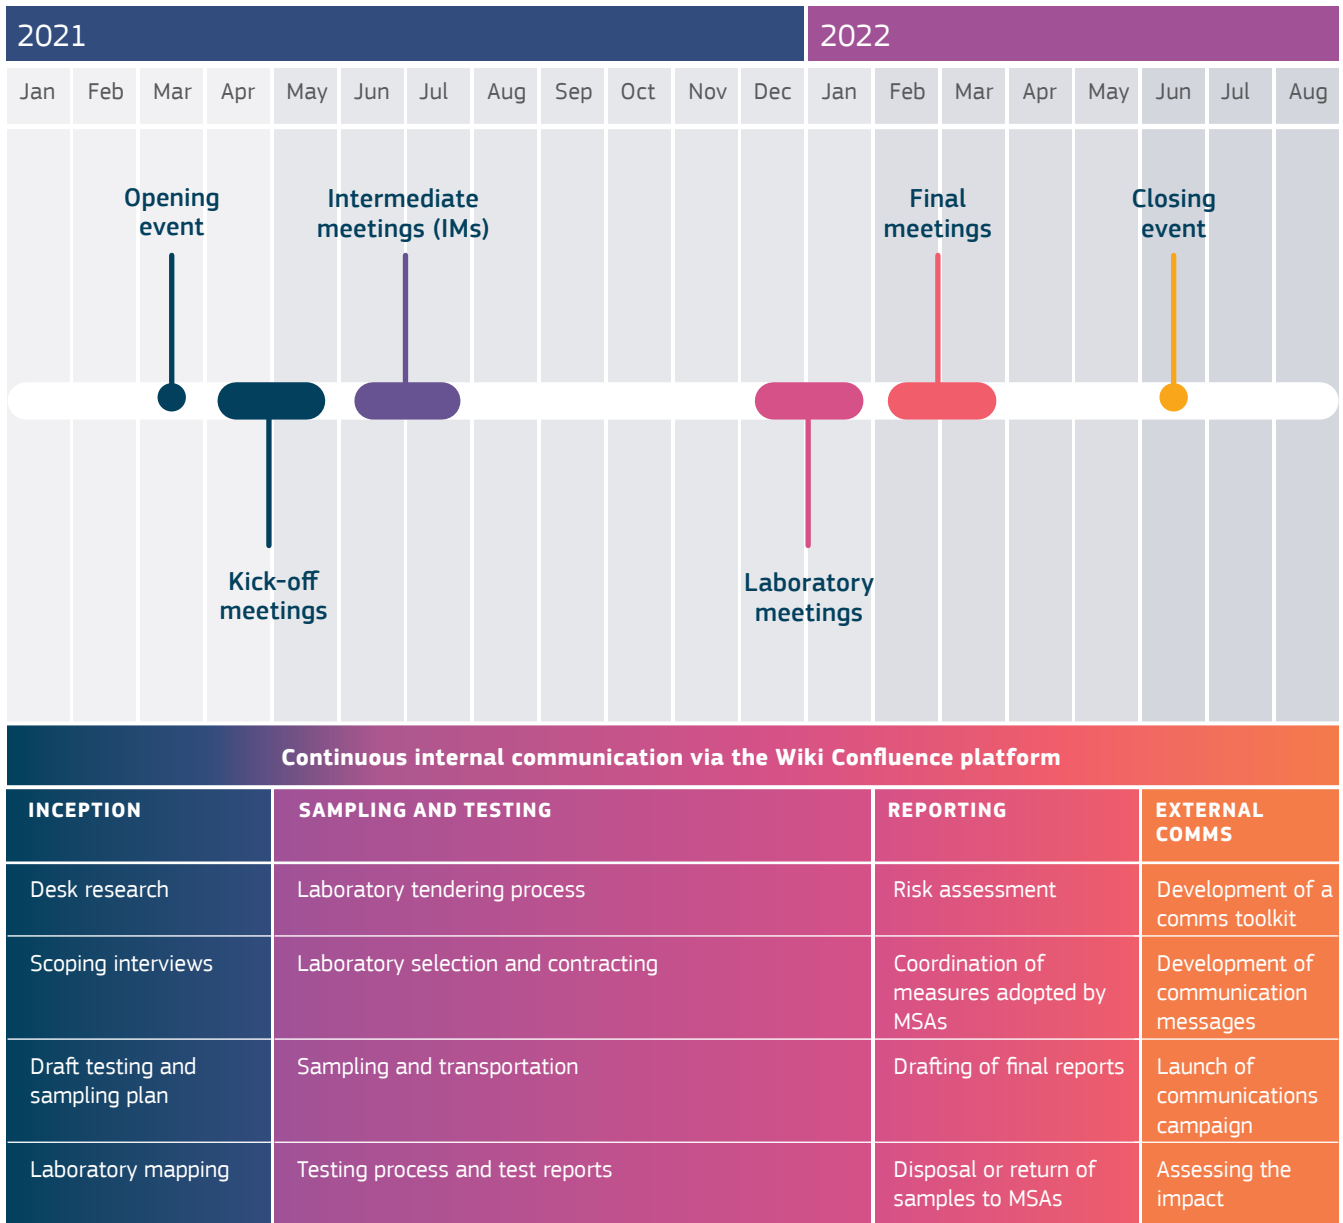 2021
2022
Jan Feb Mar Apr May Jun Jul Aug Sep Oct Nov Dec Jan Feb Mar Apr May Jun Jul Aug
Opening
event
Intermediate
meetings (IMs)
Final
meetings
Closing
event
Kick-off
meetings
Laboratory
meetings
Continuous internal communication via the Wiki Confluence platform
INCEPTION
Desk research
Scoping interviews
Draft testing and
sampling plan
Laboratory mapping
SAMPLING AND TESTING
Laboratory tendering process
Laboratory selection and contracting
Sampling and transportation
Testing process and test reports
REPORTING
Risk assessment
Coordination of
measures adopted by
MSAs
Drafting of final reports
Disposal or return of
samples to MSAs
EXTERNAL
COMMS
Development of a
comms toolkit
Development of
communication
messages
Launch of
communications
campaign
Assessing the
impact